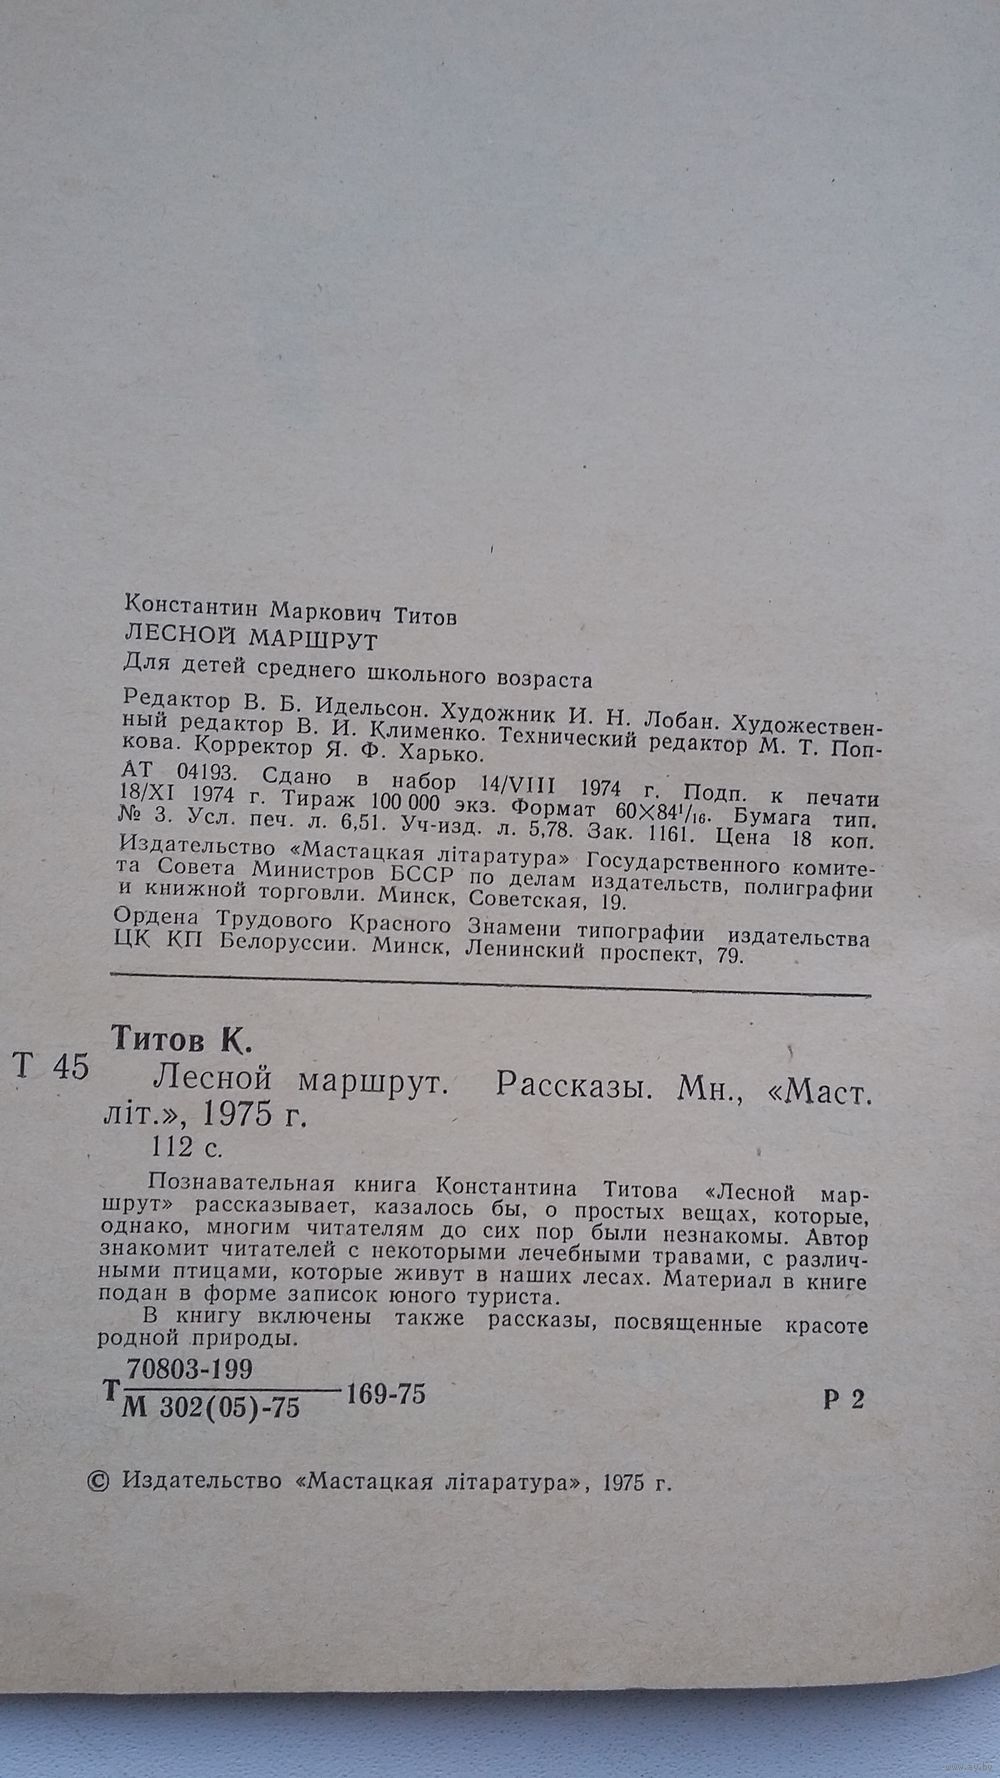 Константин Маркович Титов
ЛЕСНОЙ МАРШРУТ
Для детей среднего школьного возраста
Редактор В. Б. Идельсон. Художник И. Н. Лобан. Художествен-
ный редактор В. И. Клименко. Технический редактор М. Т. Поп-
кова. Корректор Я. Ф. Харько.
АТ 04193. Сдано в набор 14/VIII 1974 г. Подп. к печати
18/XI 1974 г. Тираж 100 000 экз. Формат 60×84¹/₁₆. Бумага тип.
№ 3. Усл. печ. л. 6,51. Уч-изд. л. 5,78. Зак. 1161. Цена 18 коп.
Издательство «Мастацкая літаратура» Государственного комите-
та Совета Министров БССР по делам издательств, полиграфии
и книжной торговли. Минск, Советская, 19.
Ордена Трудового Красного Знамени типографии издательства
ЦК КП Белоруссии. Минск, Ленинский проспект, 79.
Титов К.
Т 45
Лесной маршрут. Рассказы. Мн., «Маст.
літ.», 1975 г.
112 с.
Познавательная книга Константина Титова «Лесной мар-
шрут» рассказывает, казалось бы, о простых вещах, которые,
однако, многим читателям до сих пор были незнакомы. Автор
знакомит читателей с некоторыми лечебными травами, с различ-
ными птицами, которые живут в наших лесах. Материал в книге
подан в форме записок юного туриста.
В книгу включены также рассказы, посвященные красоте
родной природы.
70803-199
Т 169-75 Р 2
М 302(05)-75
© Издательство «Мастацкая літаратура», 1975 г.
www.ay.by